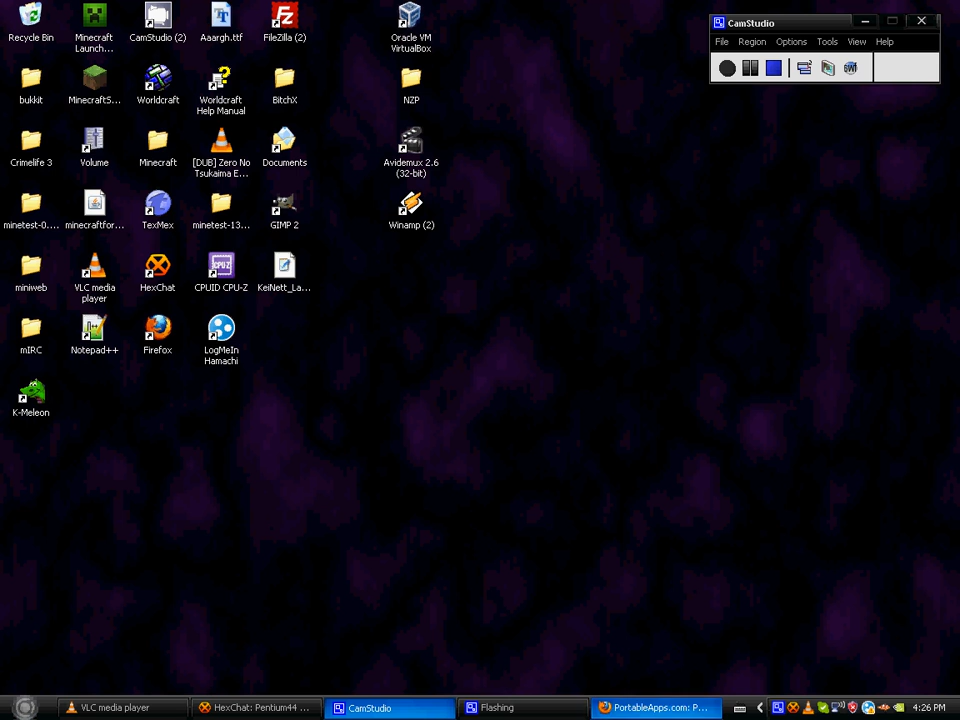 Recycle Bin
Minecraft
Launch...
CamStudio (2)
Aaargh.ttf
FileZilla (2)
Oracle VM
VirtualBox
bukkit
MinecraftS...
Worldcraft
Worldcraft
Help Manual
BitchX
NZP
Crimelife 3
Volume
Minecraft
[DUB] Zero No
Tsukaima E...
Documents
Avidemux 2.6
(32-bit)
minetest-0....
minecraftfor...
TexMex
minetest-13...
GIMP 2
Winamp (2)
miniweb
VLC media
player
HexChat
CPUID CPU-Z
KeiNett_La...
mIRC
Notepad++
Firefox
LogMeIn
Hamachi
K-Meleon
CamStudio
File Region Options Tools View Help
VLC media player
HexChat: Pentium44 ...
CamStudio
Flashing
PortableApps.com: P...
4:26 PM